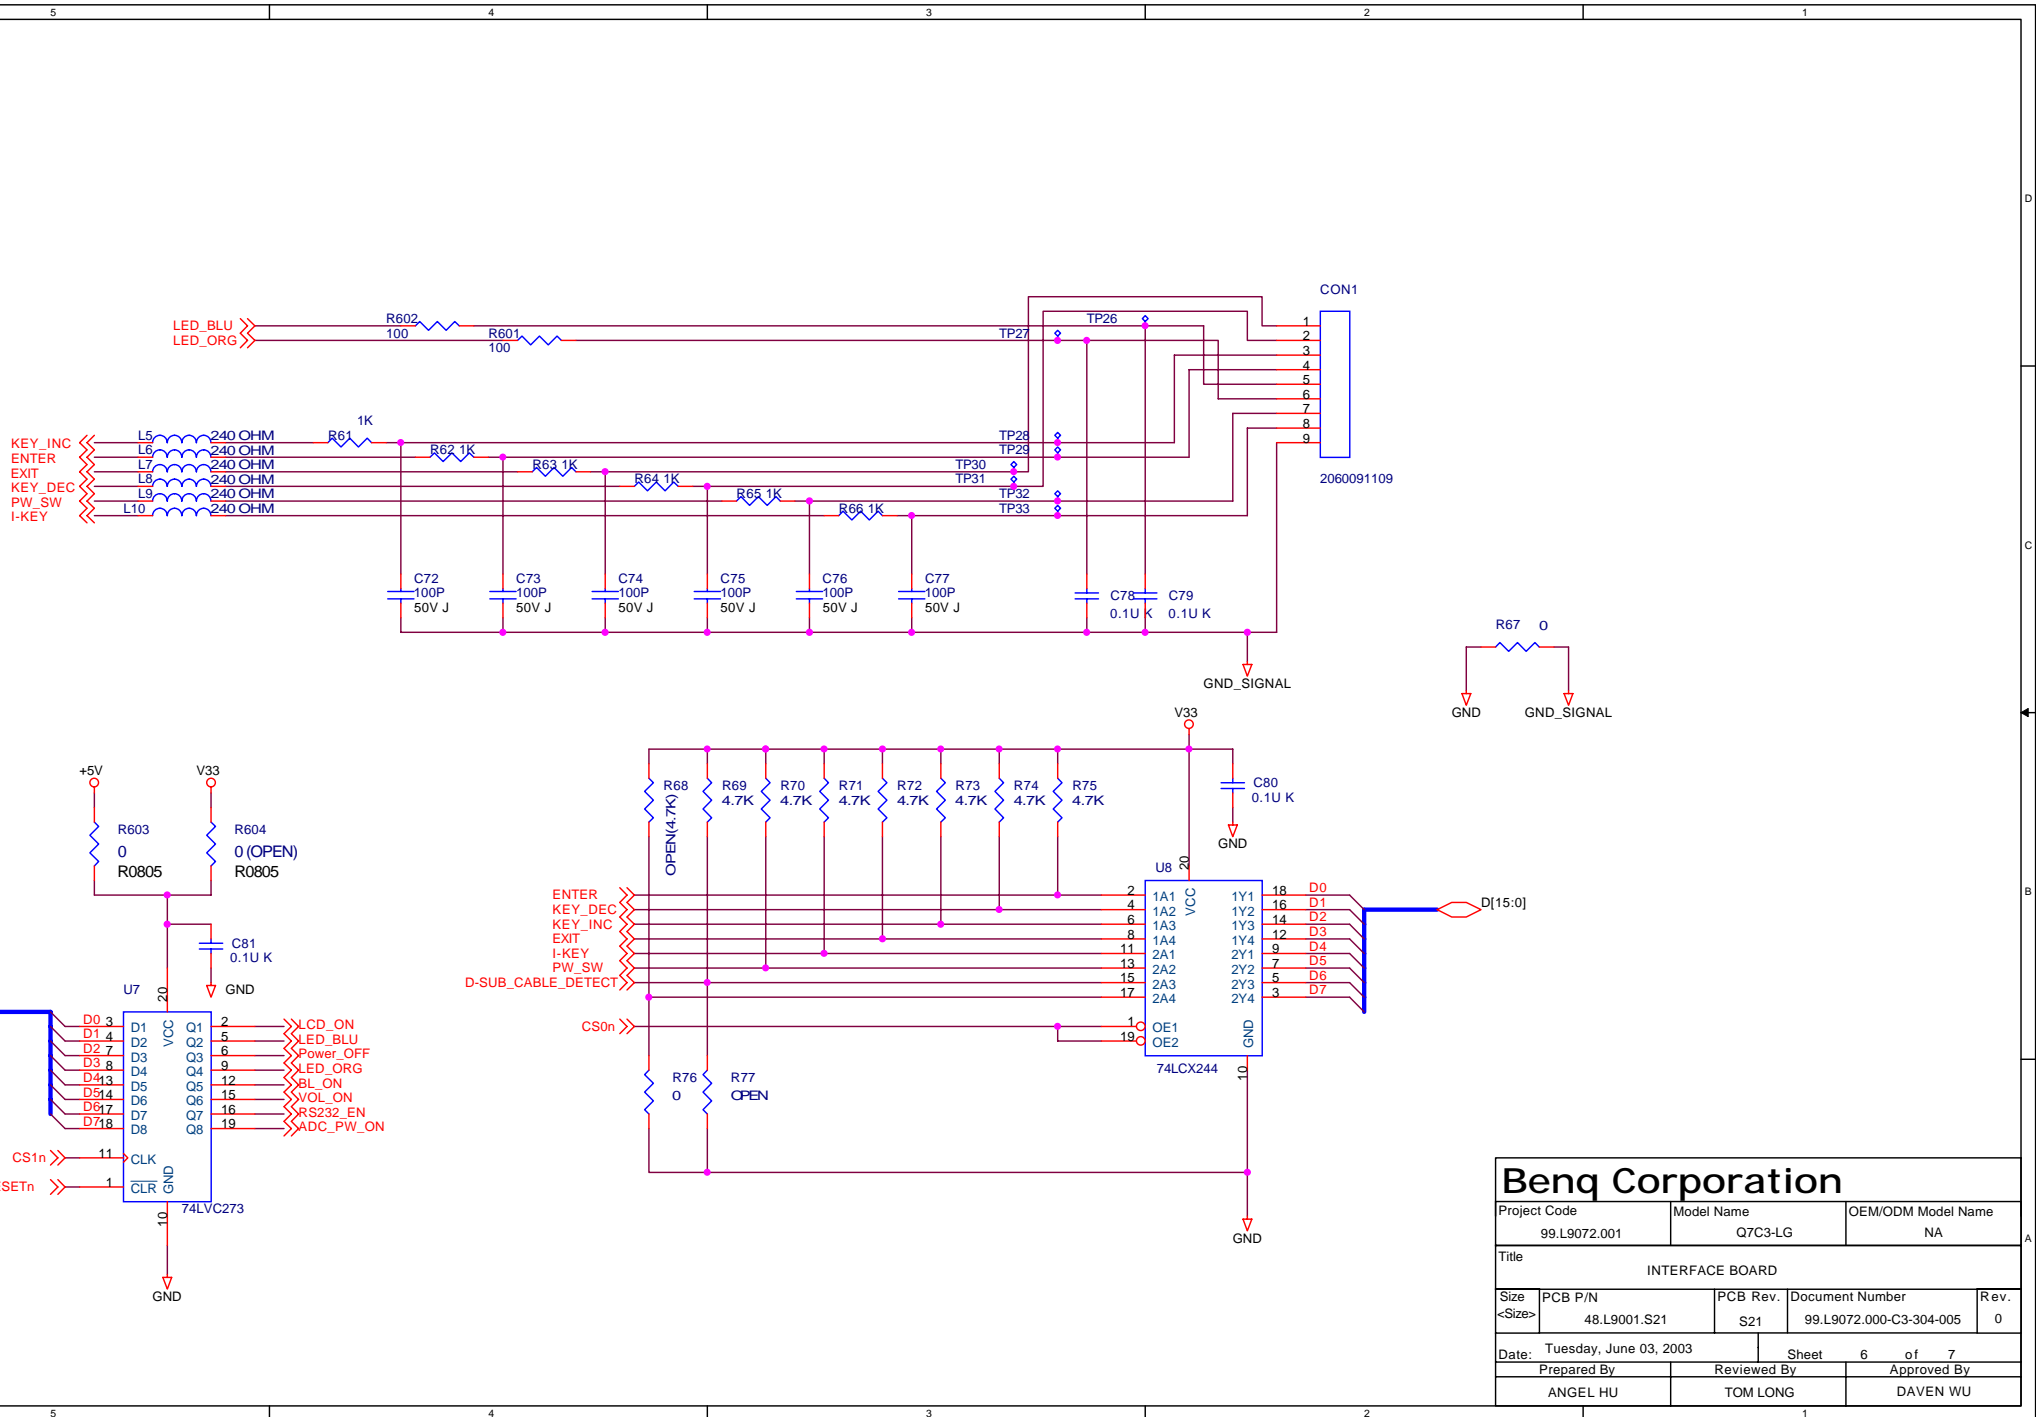 5 4 3 2 1
D
C
B
A
CON1
LED_BLU
LED_ORG
R602
100
R601
100
TP26
TP27
1
2
3
4
5
6
7
8
9
2060091109
KEY_INC
ENTER
EXIT
KEY_DEC
PW_SW
I-KEY
L5 240 OHM
L6 240 OHM
L7 240 OHM
L8 240 OHM
L9 240 OHM
L10 240 OHM
1K
R61
R62 1K
R63 1K
R64 1K
R65 1K
R66 1K
TP28
TP29
TP30
TP31
TP32
TP33
C72
100P
50V J
C73
100P
50V J
C74
100P
50V J
C75
100P
50V J
C76
100P
50V J
C77
100P
50V J
C78
0.1U K
C79
0.1U K
GND_SIGNAL
R67 0
GND
GND_SIGNAL
+5V
V33
R603
0
R0805
R604
0 (OPEN)
R0805
C81
0.1U K
GND
U7
20
VCC
D0 3 D1 Q1 2 LCD_ON
D1 4 D2 Q2 5 LED_BLU
D2 7 D3 Q3 6 Power_OFF
D3 8 D4 Q4 9 LED_ORG
D4 13 D5 Q5 12 BL_ON
D5 14 D6 Q6 15 VOL_ON
D6 17 D7 Q7 16 RS232_EN
D7 18 D8 Q8 19 ADC_PW_ON
CS1n 11 CLK
SETn 1 CLR
GND
74LVC273
10
GND
V33
R68
OPEN(4.7K)
R69
4.7K
R70
4.7K
R71
4.7K
R72
4.7K
R73
4.7K
R74
4.7K
R75
4.7K
C80
0.1U K
GND
U8
20
VCC
ENTER 2 1A1 1Y1 18 D0
KEY_DEC 4 1A2 1Y2 16 D1
KEY_INC 6 1A3 1Y3 14 D2
EXIT 8 1A4 1Y4 12 D3
I-KEY 11 2A1 2Y1 9 D4
PW_SW 13 2A2 2Y2 7 D5
D-SUB_CABLE_DETECT 15 2A3 2Y3 5 D6
17 2A4 2Y4 3 D7
D[15:0]
CS0n 1 OE1
19 OE2
GND
74LCX244
10
R76
0
R77
OPEN
GND
Benq Corporation
Project Code Model Name OEM/ODM Model Name
99.L9072.001 Q7C3-LG NA
Title
INTERFACE BOARD
Size PCB P/N PCB Rev. Document Number Rev.
<Size> 48.L9001.S21 S21 99.L9072.000-C3-304-005 0
Date: Tuesday, June 03, 2003 Sheet 6 of 7
Prepared By Reviewed By Approved By
ANGEL HU TOM LONG DAVEN WU
5 4 3 2 1